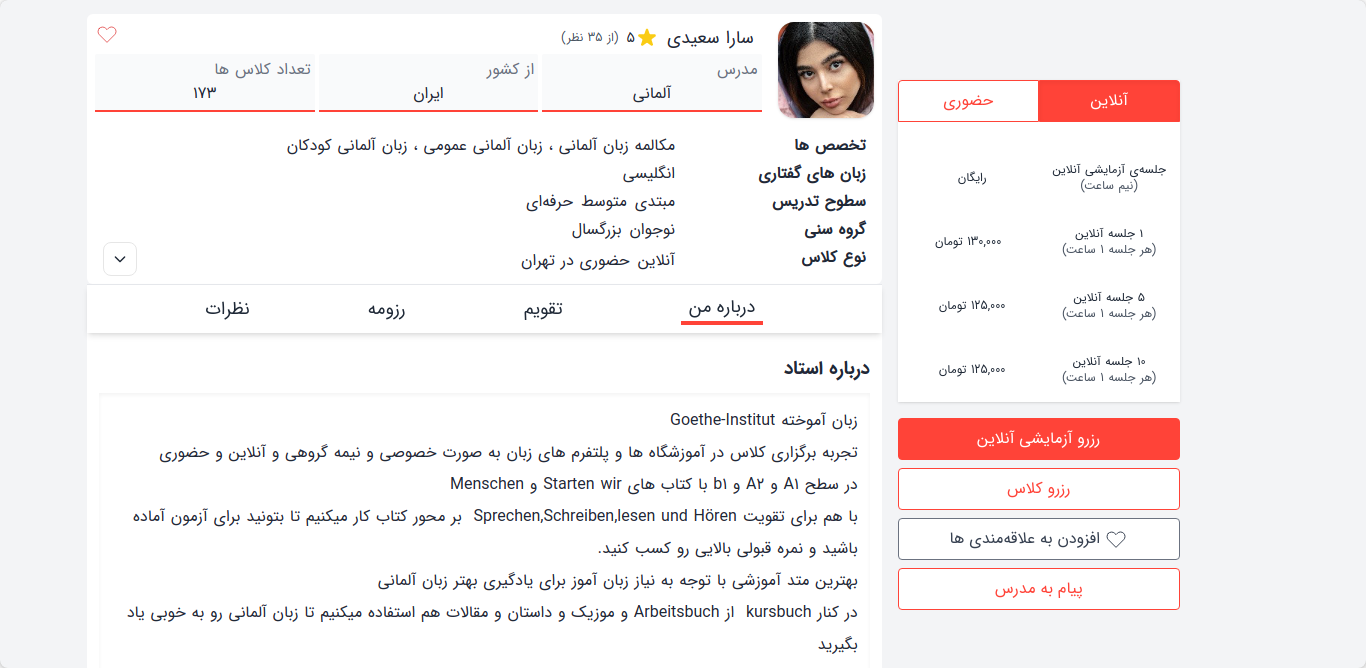 سارا سعیدی ۵ (از ۳۵ نظر)
مدرس
آلمانی
از کشور
ایران
تعداد کلاس ها
۱۷۳
تخصص ها
مکالمه زبان آلمانی ، زبان آلمانی عمومی ، زبان آلمانی کودکان
زبان های گفتاری
انگلیسی
سطوح تدریس
مبتدی متوسط حرفه‌ای
گروه سنی
نوجوان بزرگسال
نوع کلاس
آنلاین حضوری در تهران
درباره من
تقویم
رزومه
نظرات
درباره استاد
زبان آموخته Goethe-Institut
تجربه برگزاری کلاس در آموزشگاه ها و پلتفرم های زبان به صورت خصوصی و نیمه گروهی و آنلاین و حضوری
در سطح A۱ و A۲ و b۱ با کتاب های Starten wir و Menschen
با هم برای تقویت Sprechen,Schreiben,lesen und Hören بر محور کتاب کار میکنیم تا بتونید برای آزمون آماده
باشید و نمره قبولی بالایی رو کسب کنید.
بهترین متد آموزشی با توجه به نیاز زبان آموز برای یادگیری بهتر زبان آلمانی
در کنار kursbuch از Arbeitsbuch و موزیک و داستان و مقالات هم استفاده میکنیم تا زبان آلمانی رو به خوبی یاد
بگیرید
آنلاین
حضوری
جلسه‌ی آزمایشی آنلاین
(نیم ساعت)
رایگان
۱ جلسه آنلاین
(هر جلسه ۱ ساعت)
۱۳۰,۰۰۰ تومان
۵ جلسه آنلاین
(هر جلسه ۱ ساعت)
۱۲۵,۰۰۰ تومان
۱۰ جلسه آنلاین
(هر جلسه ۱ ساعت)
۱۲۵,۰۰۰ تومان
رزرو آزمایشی آنلاین
رزرو کلاس
افزودن به علاقه‌مندی ها
پیام به مدرس